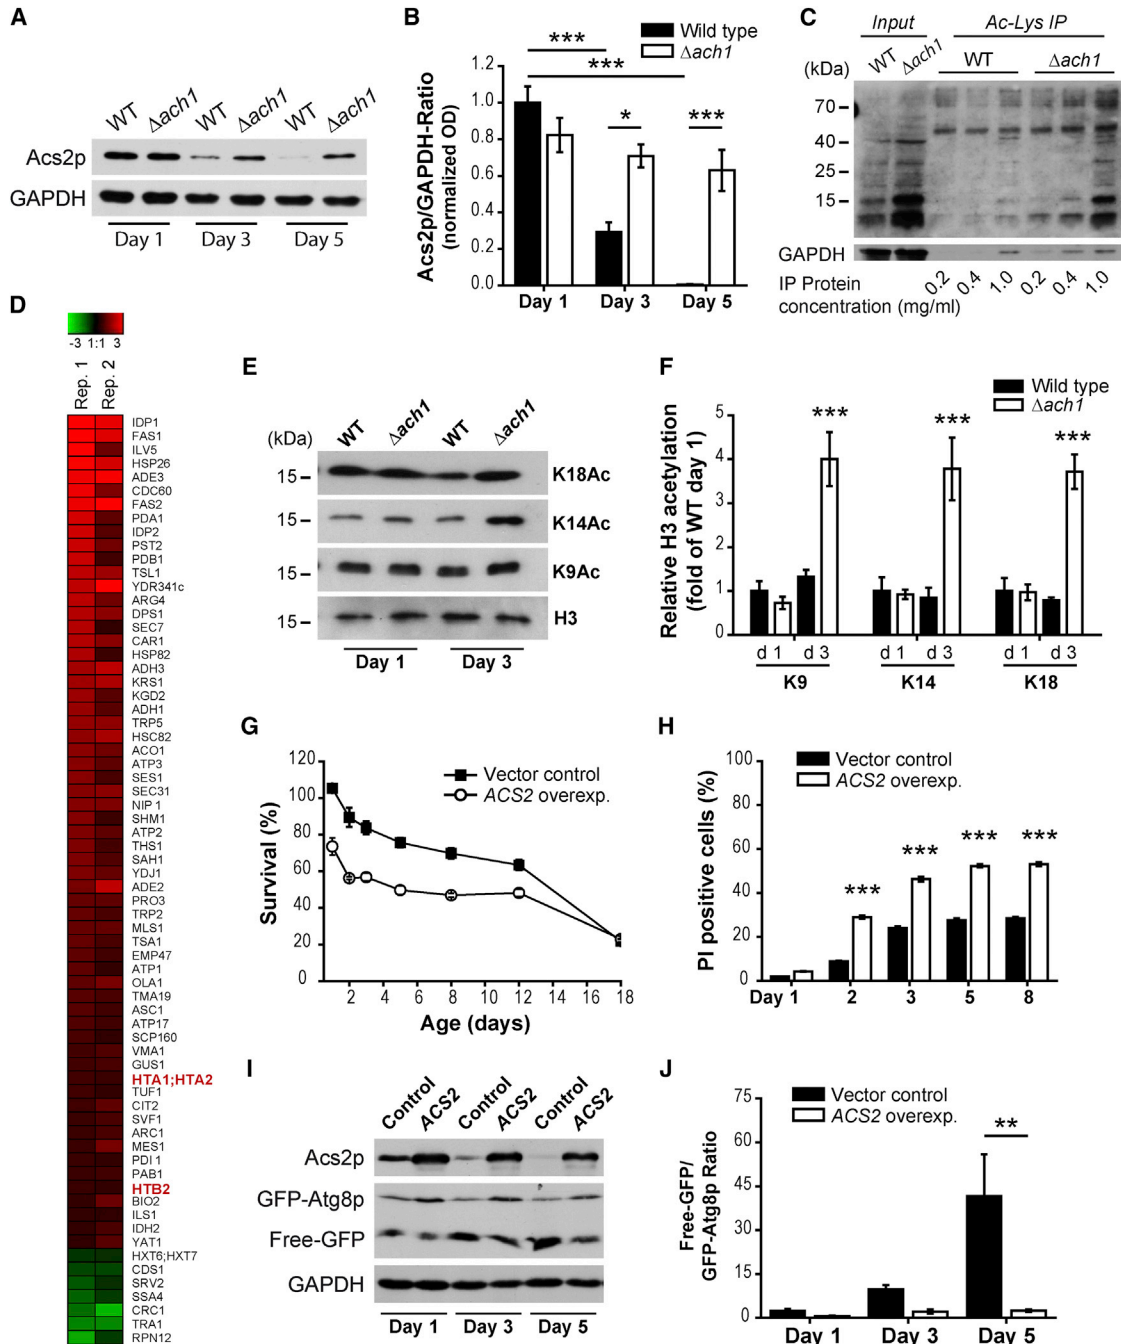 A
WT
Δach1
WT
Δach1
WT
Δach1
Acs2p
GAPDH
Day 1
Day 3
Day 5
B
Wild type
Δach1
***
***
*
***
Acs2p/GAPDH-Ratio
(normalized OD)
1.2
1.0
0.8
0.6
0.4
0.2
0.0
Day 1
Day 3
Day 5
C
Input
Ac-Lys IP
WT
Δach1
WT
Δach1
(kDa)
70
40
25
15
GAPDH
IP Protein
concentration (mg/ml)
0.2
0.4
1.0
0.2
0.4
1.0
D
-3 1:1 3
Rep. 1
Rep. 2
IDP1
FAS1
ILV5
HSP26
ADE3
CDC60
FAS2
PDA1
IDP2
PST2
PDB1
TSL1
YDR341c
ARG4
DPS1
SEC7
CAR1
HSP82
ADH3
KRS1
KGD2
ADH1
TRP5
HSC82
ACO1
ATP3
SES1
SEC31
NIP 1
SHM1
ATP2
THS1
SAH1
YDJ1
ADE2
PRO3
TRP2
MLS1
TSA1
EMP47
ATP1
OLA1
TMA19
ASC1
ATP17
SCP160
VMA1
GUS1
HTA1;HTA2
TUF1
CIT2
SVF1
ARC1
MES1
PDI 1
PAB1
HTB2
BIO2
ILS1
IDH2
YAT1
HXT6;HXT7
CDS1
SRV2
SSA4
CRC1
TRA1
RPN12
E
WT
Δach1
WT
Δach1
(kDa)
15
K18Ac
15
K14Ac
15
K9Ac
15
H3
Day 1
Day 3
F
Wild type
Δach1
***
***
***
Relative H3 acetylation
(fold of WT day 1)
5
4
3
2
1
0
d 1
d 3
d 1
d 3
d 1
d 3
K9
K14
K18
G
Vector control
ACS2 overexp.
Survival (%)
120
100
80
60
40
20
0
2 4 6 8 10 12 14 16 18
Age (days)
H
Vector control
ACS2 overexp.
***
***
***
***
PI positive cells (%)
100
80
60
40
20
0
Day 1 2 3 5 8
I
Control
ACS2
Control
ACS2
Control
ACS2
Acs2p
GFP-Atg8p
Free-GFP
GAPDH
Day 1
Day 3
Day 5
J
Vector control
ACS2 overexp.
**
Free-GFP/
GFP-Atg8p Ratio
75
60
45
30
15
0
Day 1
Day 3
Day 5